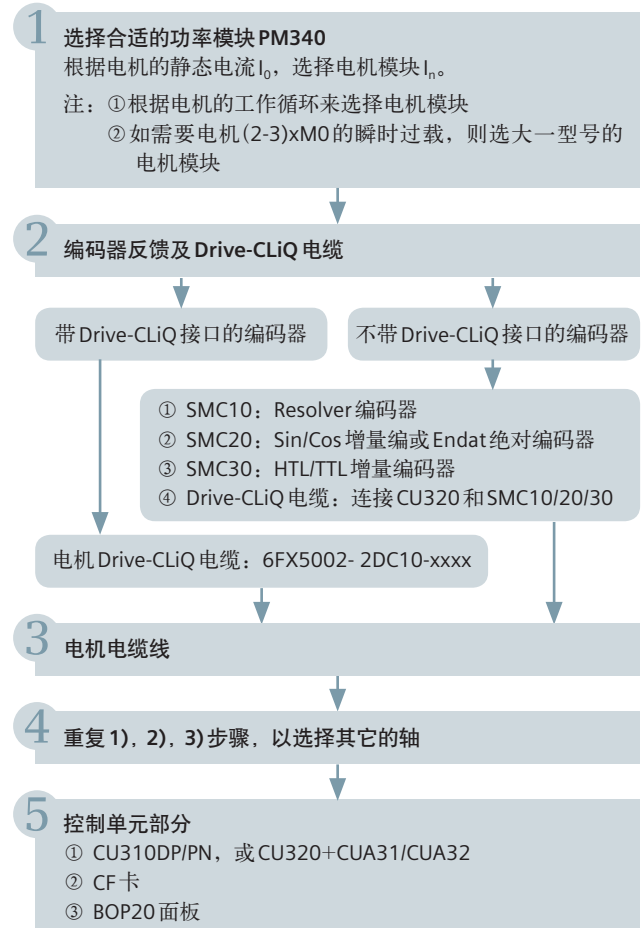 1
选择合适的功率模块PM340
根据电机的静态电流I0，选择电机模块In。
注：①根据电机的工作循环来选择电机模块
②如需要电机(2-3)xM0的瞬时过载，则选大一型号的
电机模块
2
编码器反馈及Drive-CLiQ电缆
带Drive-CLiQ接口的编码器
不带Drive-CLiQ接口的编码器
① SMC10：Resolver编码器
② SMC20：Sin/Cos增量编或Endat绝对编码器
③ SMC30：HTL/TTL增量编码器
④ Drive-CLiQ电缆：连接CU320和SMC10/20/30
电机Drive-CLiQ电缆：6FX5002- 2DC10-xxxx
3
电机电缆线
4
重复1)，2)，3)步骤，以选择其它的轴
5
控制单元部分
① CU310DP/PN，或CU320+CUA31/CUA32
② CF卡
③ BOP20面板